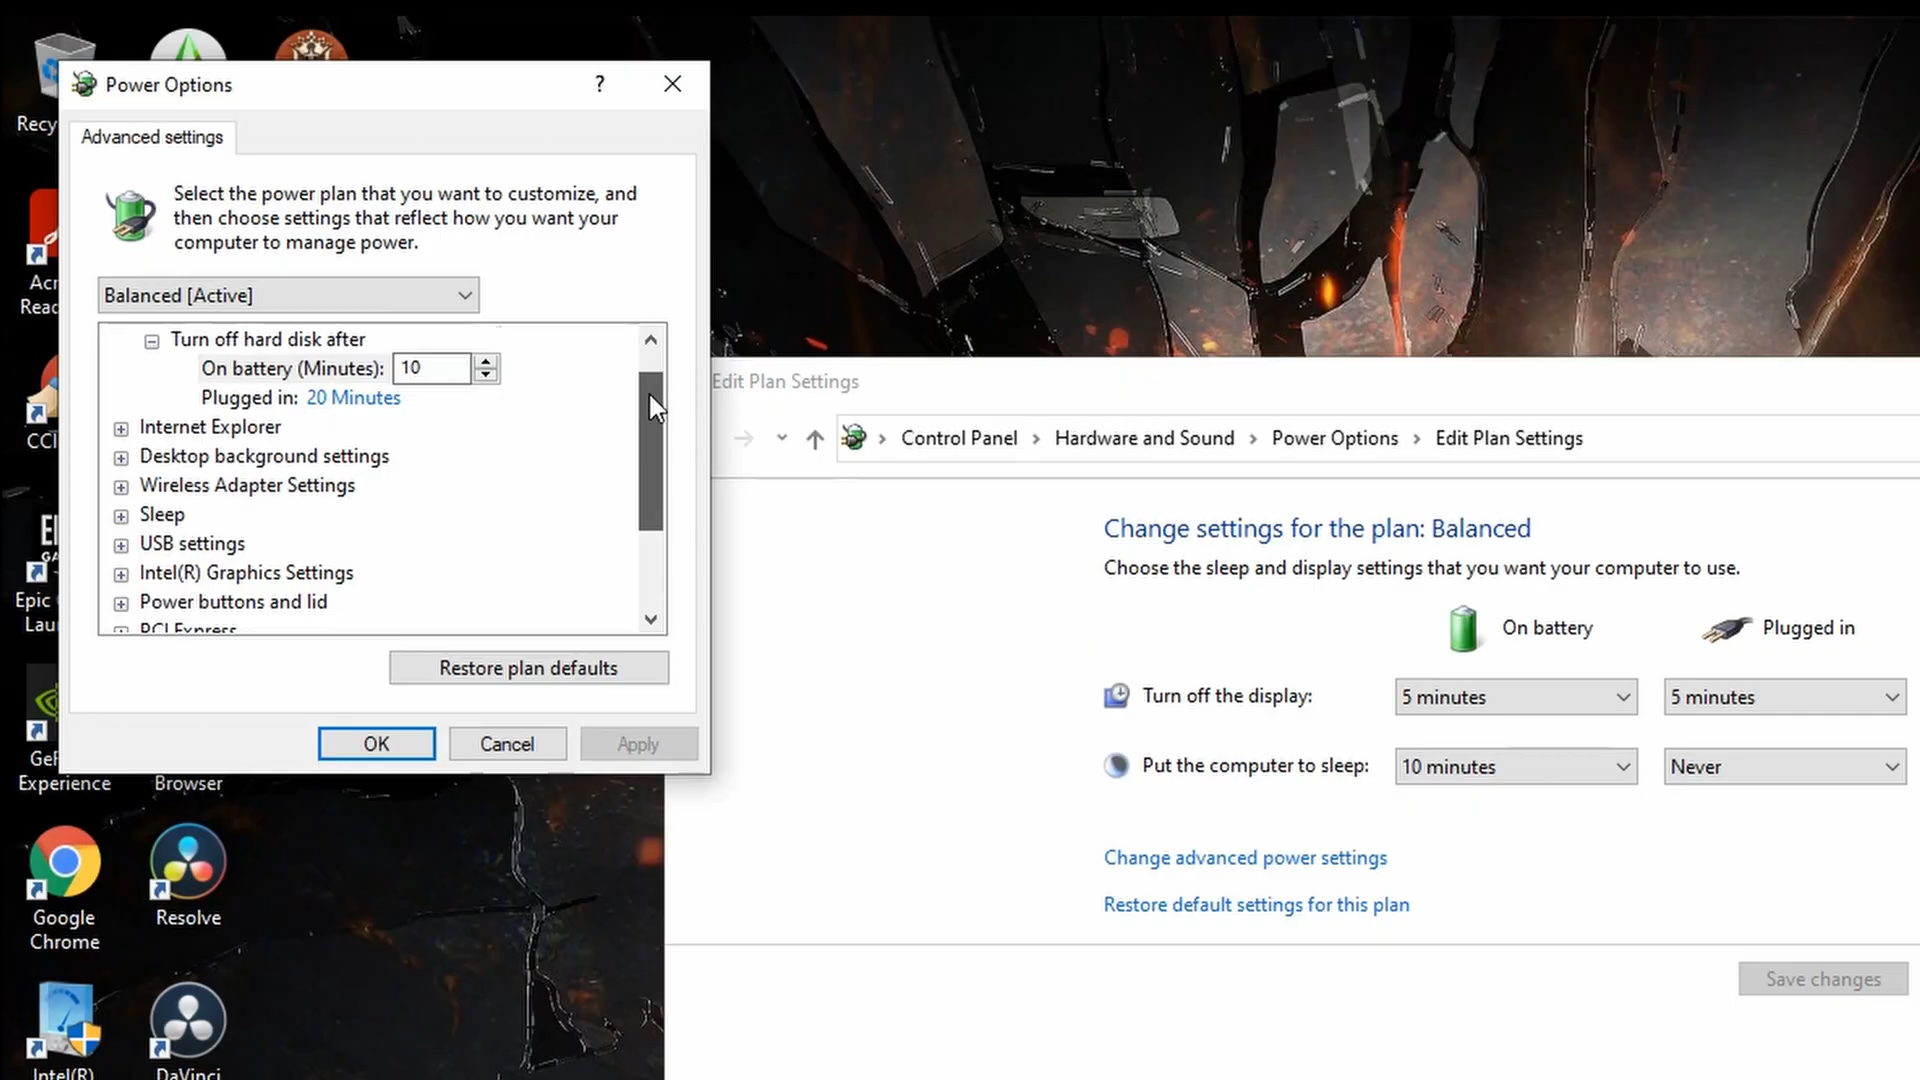 Recy
Acr
Reac
CCl
Epic
Lau
GeF
Experience
Browser
Google
Chrome
Resolve
Intel(R)
DaVinci
Power Options
?
Advanced settings
Select the power plan that you want to customize, and
then choose settings that reflect how you want your
computer to manage power.
Balanced [Active]
Turn off hard disk after
On battery (Minutes): 10
Plugged in: 20 Minutes
Internet Explorer
Desktop background settings
Wireless Adapter Settings
Sleep
USB settings
Intel(R) Graphics Settings
Power buttons and lid
PCI Express
Restore plan defaults
OK Cancel Apply
Edit Plan Settings
Control Panel > Hardware and Sound > Power Options > Edit Plan Settings
Change settings for the plan: Balanced
Choose the sleep and display settings that you want your computer to use.
On battery Plugged in
Turn off the display: 5 minutes 5 minutes
Put the computer to sleep: 10 minutes Never
Change advanced power settings
Restore default settings for this plan
Save changes